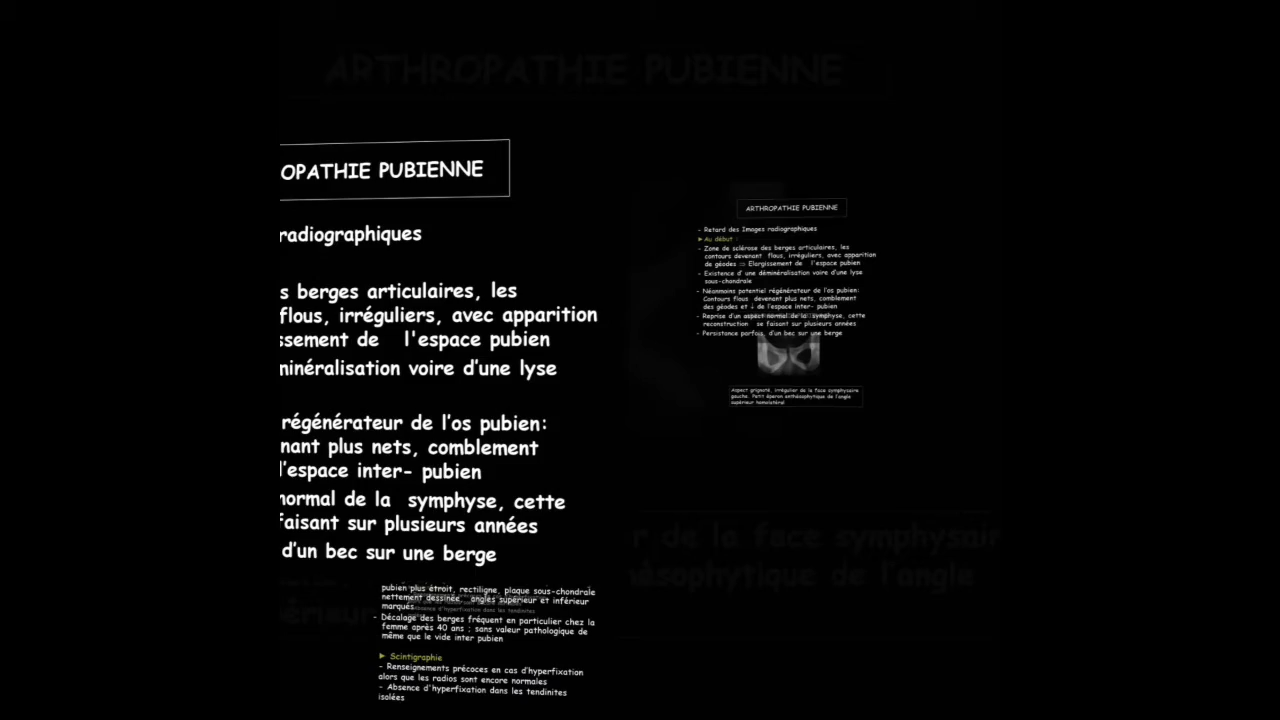 ARTHROPATHIE PUBIENNE
OPATHIE PUBIENNE
radiographiques
s berges articulaires, les
flous, irréguliers, avec apparition
ssement de l'espace pubien
minéralisation voire d'une lyse
régénérateur de l'os pubien:
nant plus nets, comblement
l'espace inter- pubien
normal de la symphyse, cette
faisant sur plusieurs années
d'un bec sur une berge
ARTHROPATHIE PUBIENNE
- Retard des Images radiographiques
► Au début :
- Zone de sclérose des berges articulaires, les
contours devenant flous, irréguliers, avec apparition
de géodes ⇨ Elargissement de l'espace pubien
- Existence d' une déminéralisation voire d'une lyse
sous-chondrale
- Néanmoins potentiel régénérateur de l'os pubien:
Contours flous devenant plus nets, comblement
des géodes et ↓ de l'espace inter- pubien
- Reprise d'un aspect normal de la symphyse, cette
reconstruction se faisant sur plusieurs années
- Persistance parfois, d'un bec sur une berge
Aspect grignoté, irrégulier de la face symphysaire
gauche. Petit éperon enthésophytique de l'angle
supérieur homolatéral
r de la face symphysair
hésophytique de l'angle
érieur
pubien plus étroit, rectiligne, plaque sous-chondrale
nettement dessinée, angles supérieur et inférieur
marqués
Absence d'hyperfixation dans les tendinites
- Décalage des berges fréquent en particulier chez la
femme après 40 ans ; sans valeur pathologique de
même que le vide inter pubien
► Scintigraphie
- Renseignements précoces en cas d'hyperfixation
alors que les radios sont encore normales
- Absence d'hyperfixation dans les tendinites
isolées